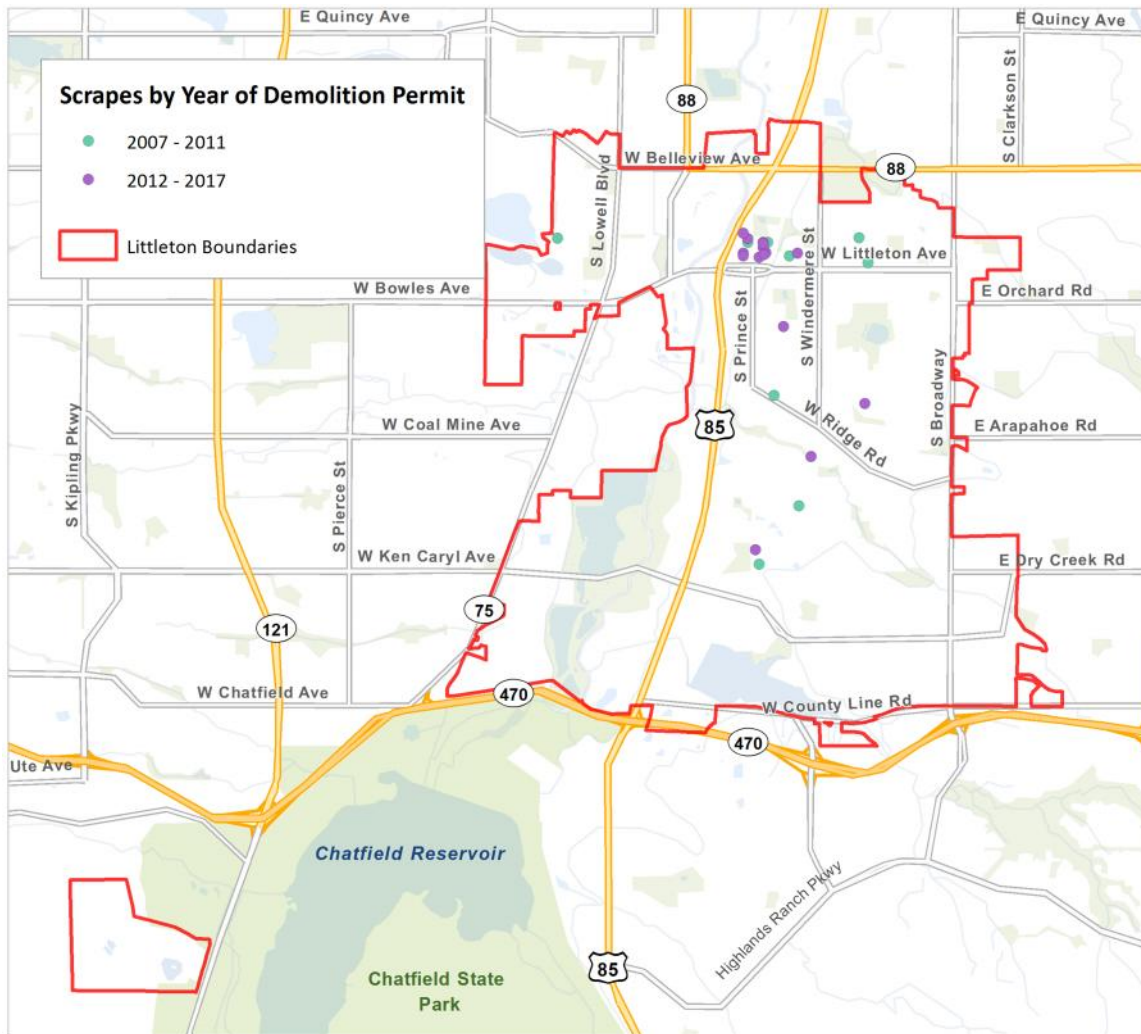 E Quincy Ave
E Quincy Ave
Scrapes by Year of Demolition Permit
2007 - 2011
2012 - 2017
Littleton Boundaries
88
S Clarkson St
W Belleview Ave
88
S Lowell Blvd
W Littleton Ave
S Windermere St
W Bowles Ave
E Orchard Rd
S Prince St
S Broadway
W Ridge Rd
85
W Coal Mine Ave
E Arapahoe Rd
S Kipling Pkwy
S Pierce St
W Ken Caryl Ave
E Dry Creek Rd
75
121
W Chatfield Ave
470
W County Line Rd
470
Ute Ave
Chatfield Reservoir
Highlands Ranch Pkwy
85
Chatfield State
Park